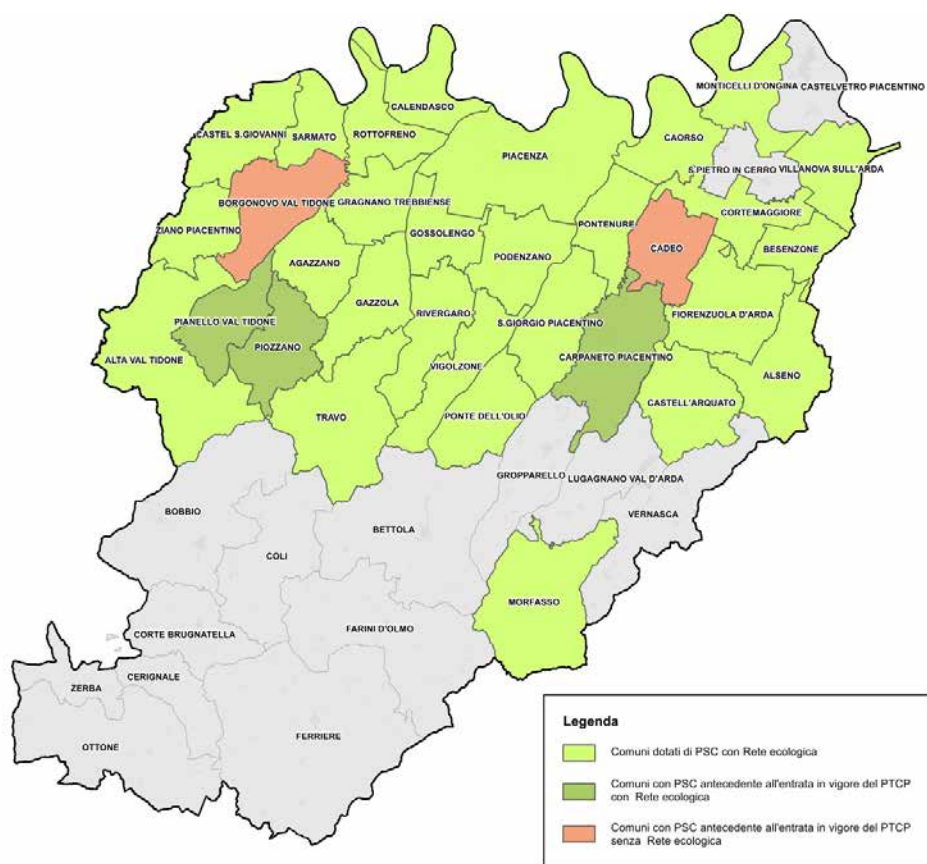 MONTICELLI D'ONGINA
CASTELVETRO PIACENTINO
CALENDASCO
CASTEL S.GIOVANNI
SARMATO
ROTTOFRENO
CAORSO
PIACENZA
S.PIETRO IN CERRO
VILLANOVA SULL'ARDA
BORGONOVO VAL TIDONE
GRAGNANO TREBBIENSE
CORTEMAGGIORE
ZIANO PIACENTINO
GOSSOLENGO
PONTENURE
CADEO
BESENZONE
AGAZZANO
PODENZANO
GAZZOLA
RIVERGARO
FIORENZUOLA D'ARDA
PIANELLO VAL TIDONE
S.GIORGIO PIACENTINO
PIOZZANO
CARPANETO PIACENTINO
ALTA VAL TIDONE
VIGOLZONE
ALSENO
CASTELL'ARQUATO
TRAVO
PONTE DELL'OLIO
GROPPARELLO
LUGAGNANO VAL D'ARDA
BOBBIO
VERNASCA
BETTOLA
COLI
MORFASSO
FARINI D'OLMO
CORTE BRUGNATELLA
CERIGNALE
ZERBA
FERRIERE
OTTONE
Legenda
Comuni dotati di PSC con Rete ecologica
Comuni con PSC antecedente all'entrata in vigore del PTCP
con Rete ecologica
Comuni con PSC antecedente all'entrata in vigore del PTCP
senza Rete ecologica